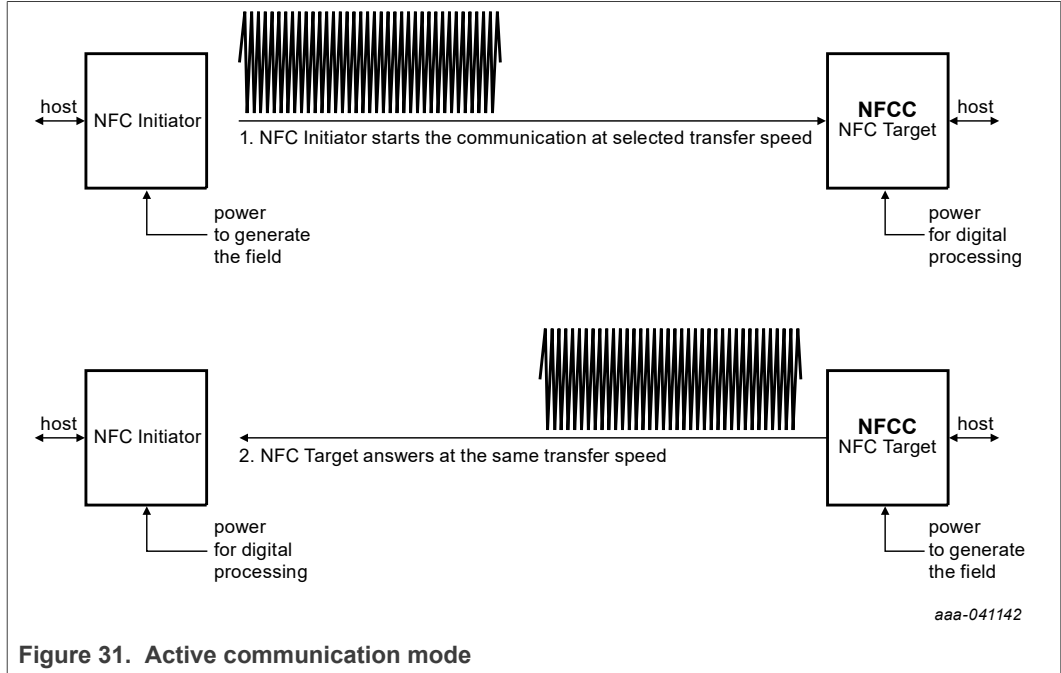 host
NFC Initiator
NFCC
NFC Target
host
1. NFC Initiator starts the communication at selected transfer speed
power
to generate
the field
power
for digital
processing
host
NFC Initiator
NFCC
NFC Target
host
2. NFC Target answers at the same transfer speed
power
for digital
processing
power
to generate
the field
aaa-041142
Figure 31. Active communication mode